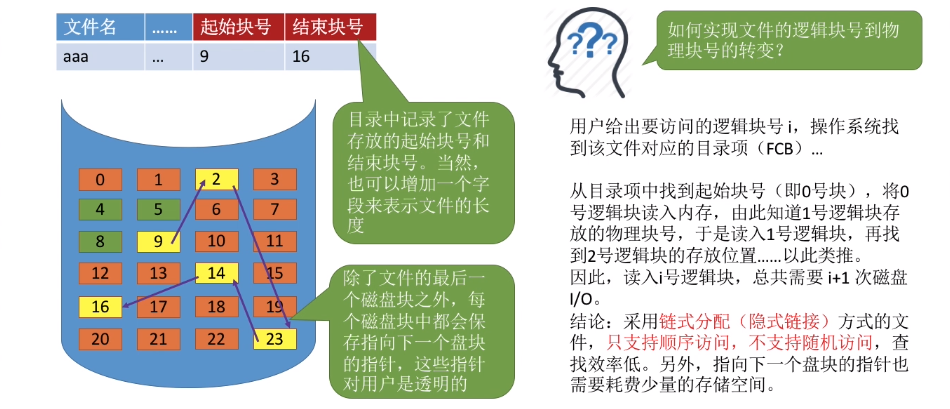 文件名 …… 起始块号 结束块号
aaa … 9 16
目录中记录了文件
存放的起始块号和
结束块号。当然，
也可以增加一个字
段来表示文件的长
度
0 1 2 3
4 5 6 7
8 9 10 11
12 13 14 15
16 17 18 19
20 21 22 23
除了文件的最后一
个磁盘块之外，每
个磁盘块中都会保
存指向下一个盘块
的指针，这些指针
对用户是透明的
???
如何实现文件的逻辑块号到物
理块号的转变？
用户给出要访问的逻辑块号 i，操作系统找
到该文件对应的目录项（FCB）…
从目录项中找到起始块号（即0号块），将0
号逻辑块读入内存，由此知道1号逻辑块存
放的物理块号，于是读入1号逻辑块，再找
到2号逻辑块的存放位置……以此类推。
因此，读入i号逻辑块，总共需要 i+1 次磁盘
I/O。
结论：采用链式分配（隐式链接）方式的文
件，只支持顺序访问，不支持随机访问，查
找效率低。另外，指向下一个盘块的指针也
需要耗费少量的存储空间。